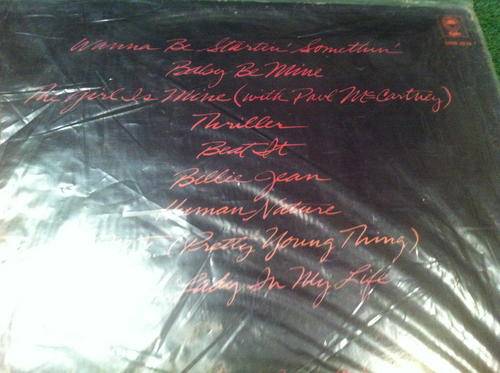 Wanna Be Startin' Somethin'
Baby Be Mine
The Girl Is Mine (with Paul McCartney)
Thriller
Beat It
Billie Jean
Human Nature
(Pretty Young Thing)
Lady In My Life